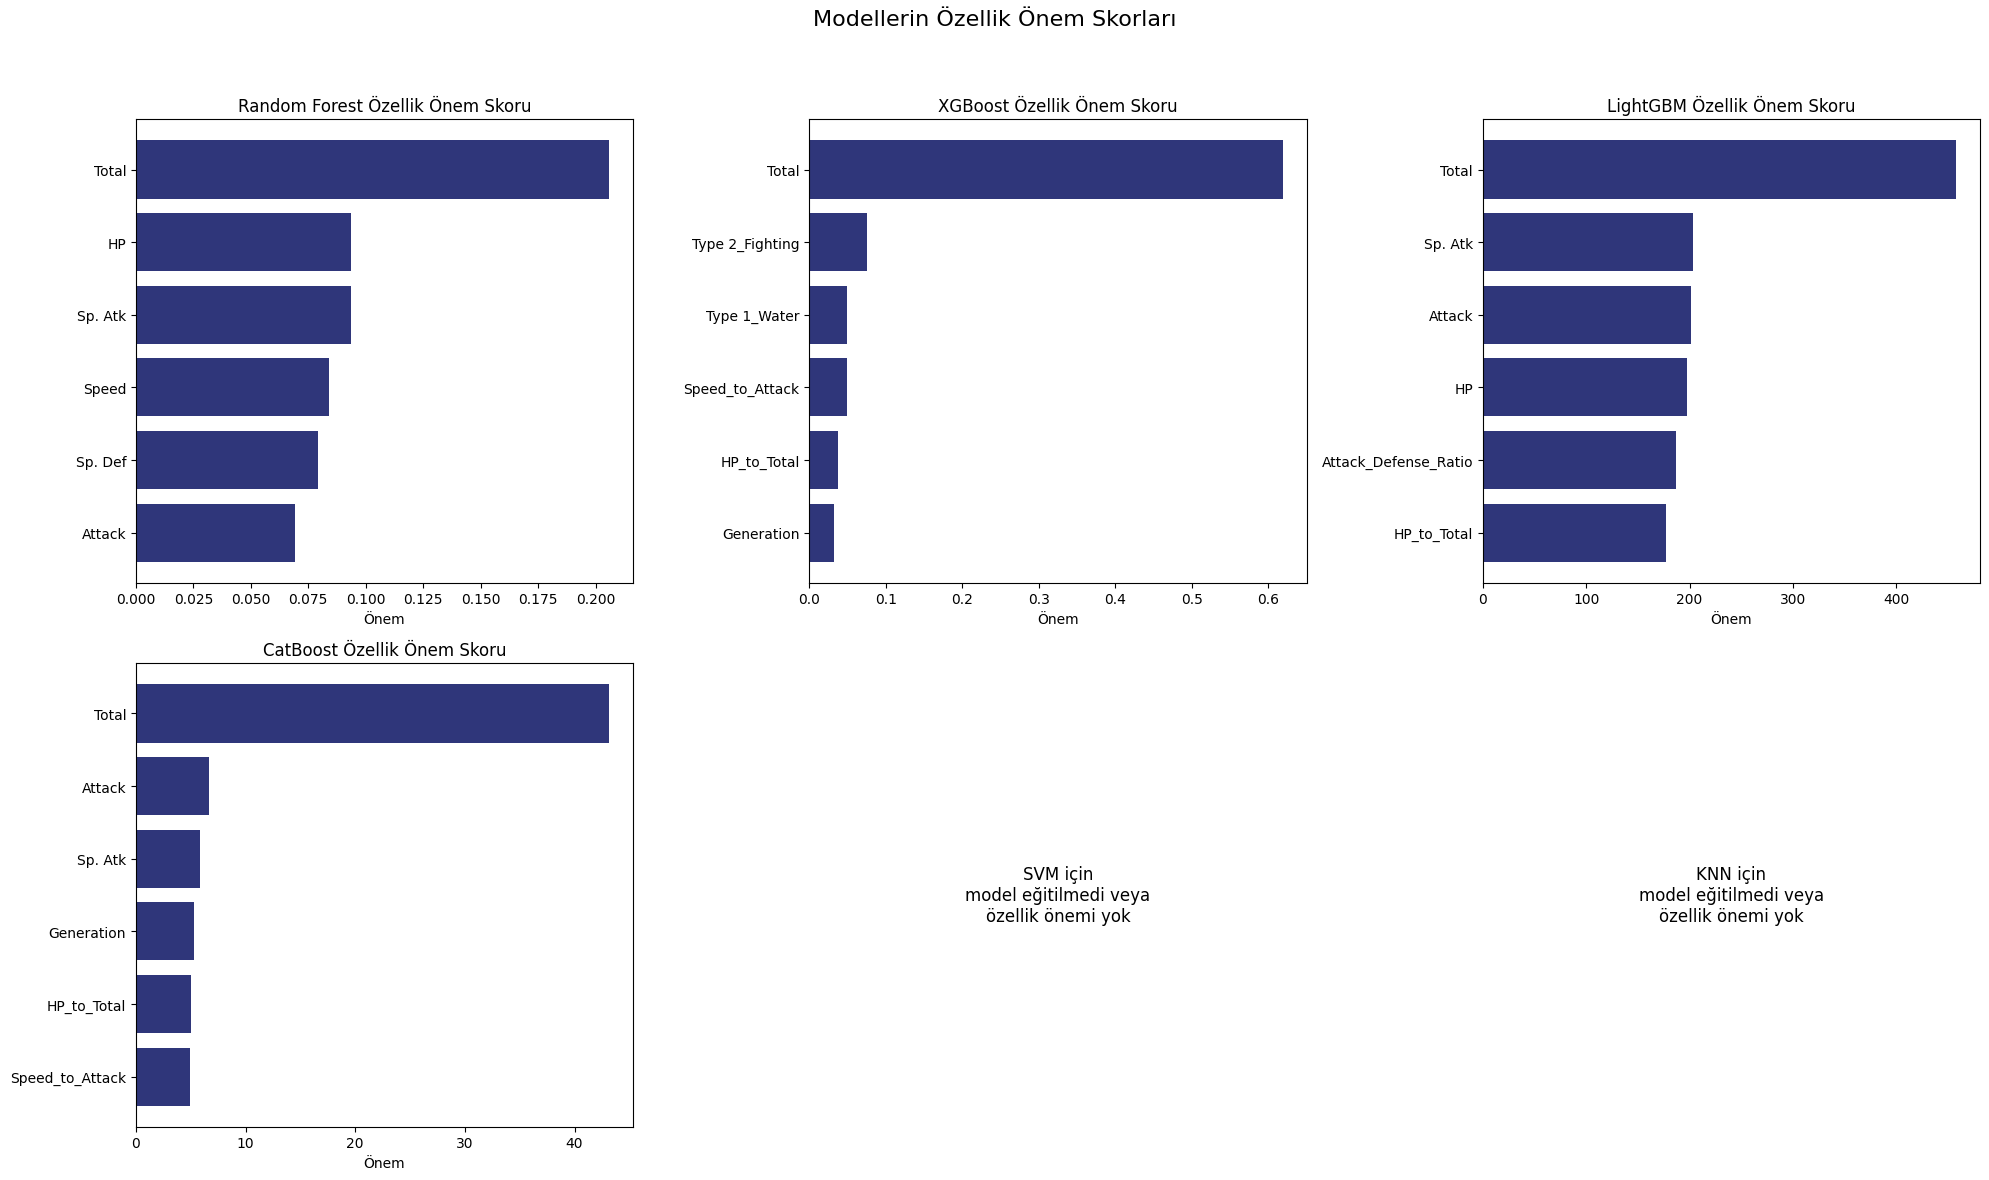 Modellerin Özellik Önem Skorları
Random Forest Özellik Önem Skoru
Total
HP
Sp. Atk
Speed
Sp. Def
Attack
0.000 0.025 0.050 0.075 0.100 0.125 0.150 0.175 0.200
Önem
XGBoost Özellik Önem Skoru
Total
Type 2_Fighting
Type 1_Water
Speed_to_Attack
HP_to_Total
Generation
0.0 0.1 0.2 0.3 0.4 0.5 0.6
Önem
LightGBM Özellik Önem Skoru
Total
Sp. Atk
Attack
HP
Attack_Defense_Ratio
HP_to_Total
0 100 200 300 400
Önem
CatBoost Özellik Önem Skoru
Total
Attack
Sp. Atk
Generation
HP_to_Total
Speed_to_Attack
0 10 20 30 40
Önem
SVM için
model eğitilmedi veya
özellik önemi yok
KNN için
model eğitilmedi veya
özellik önemi yok